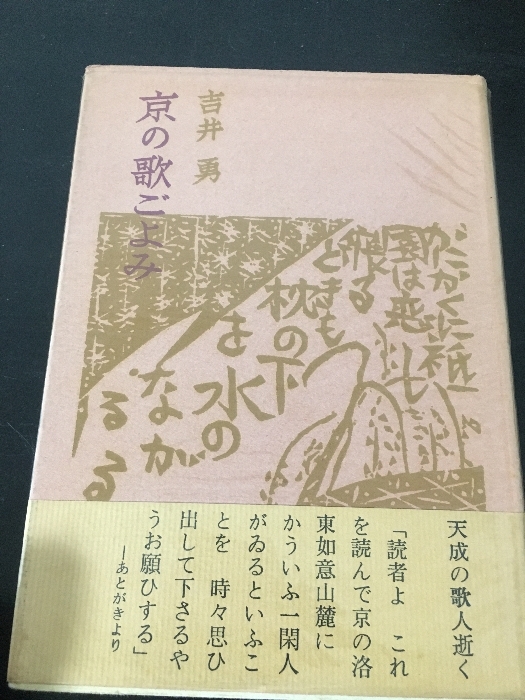 吉井 勇
京の歌ごよみ
かにかくに祇
園は恋し
寝る
ときも
枕の下
を水の
なが
るる
天成の歌人逝く
「読者よ これ
を読んで京の洛
東如意山麓に
かういふ一閑人
がゐるといふこ
とを 時々思ひ
出して下さるや
うお願ひする」
―あとがきより